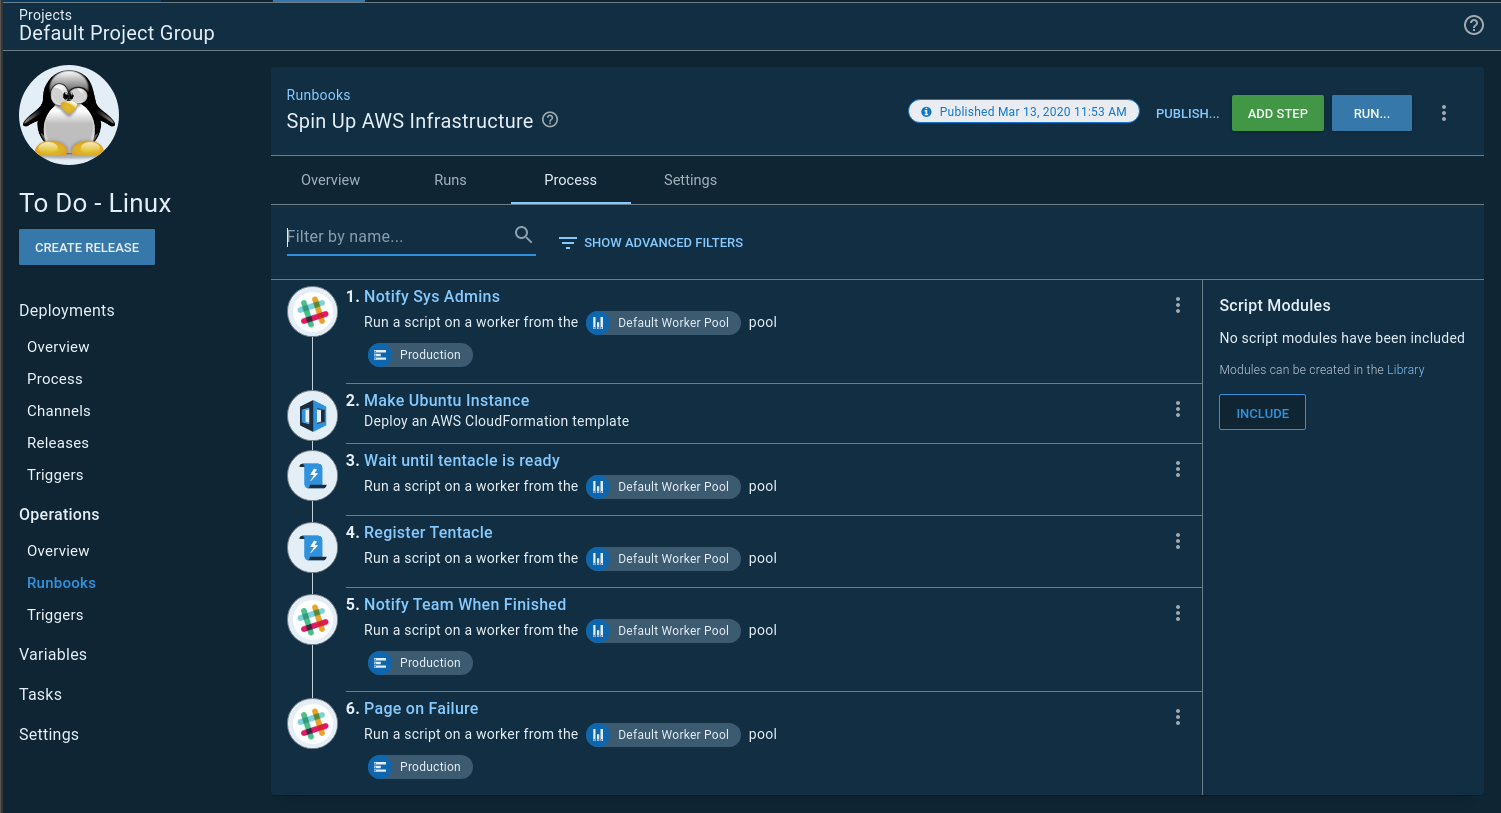 Projects
Default Project Group
To Do - Linux
CREATE RELEASE
Deployments
Overview
Process
Channels
Releases
Triggers
Operations
Overview
Runbooks
Triggers
Variables
Tasks
Settings
Runbooks
Spin Up AWS Infrastructure
Published Mar 13, 2020 11:53 AM
PUBLISH...
ADD STEP
RUN...
Overview
Runs
Process
Settings
Filter by name...
SHOW ADVANCED FILTERS
1. Notify Sys Admins
Run a script on a worker from the Default Worker Pool pool
Production
2. Make Ubuntu Instance
Deploy an AWS CloudFormation template
3. Wait until tentacle is ready
Run a script on a worker from the Default Worker Pool pool
4. Register Tentacle
Run a script on a worker from the Default Worker Pool pool
5. Notify Team When Finished
Run a script on a worker from the Default Worker Pool pool
Production
6. Page on Failure
Run a script on a worker from the Default Worker Pool pool
Production
Script Modules
No script modules have been included
Modules can be created in the Library
INCLUDE